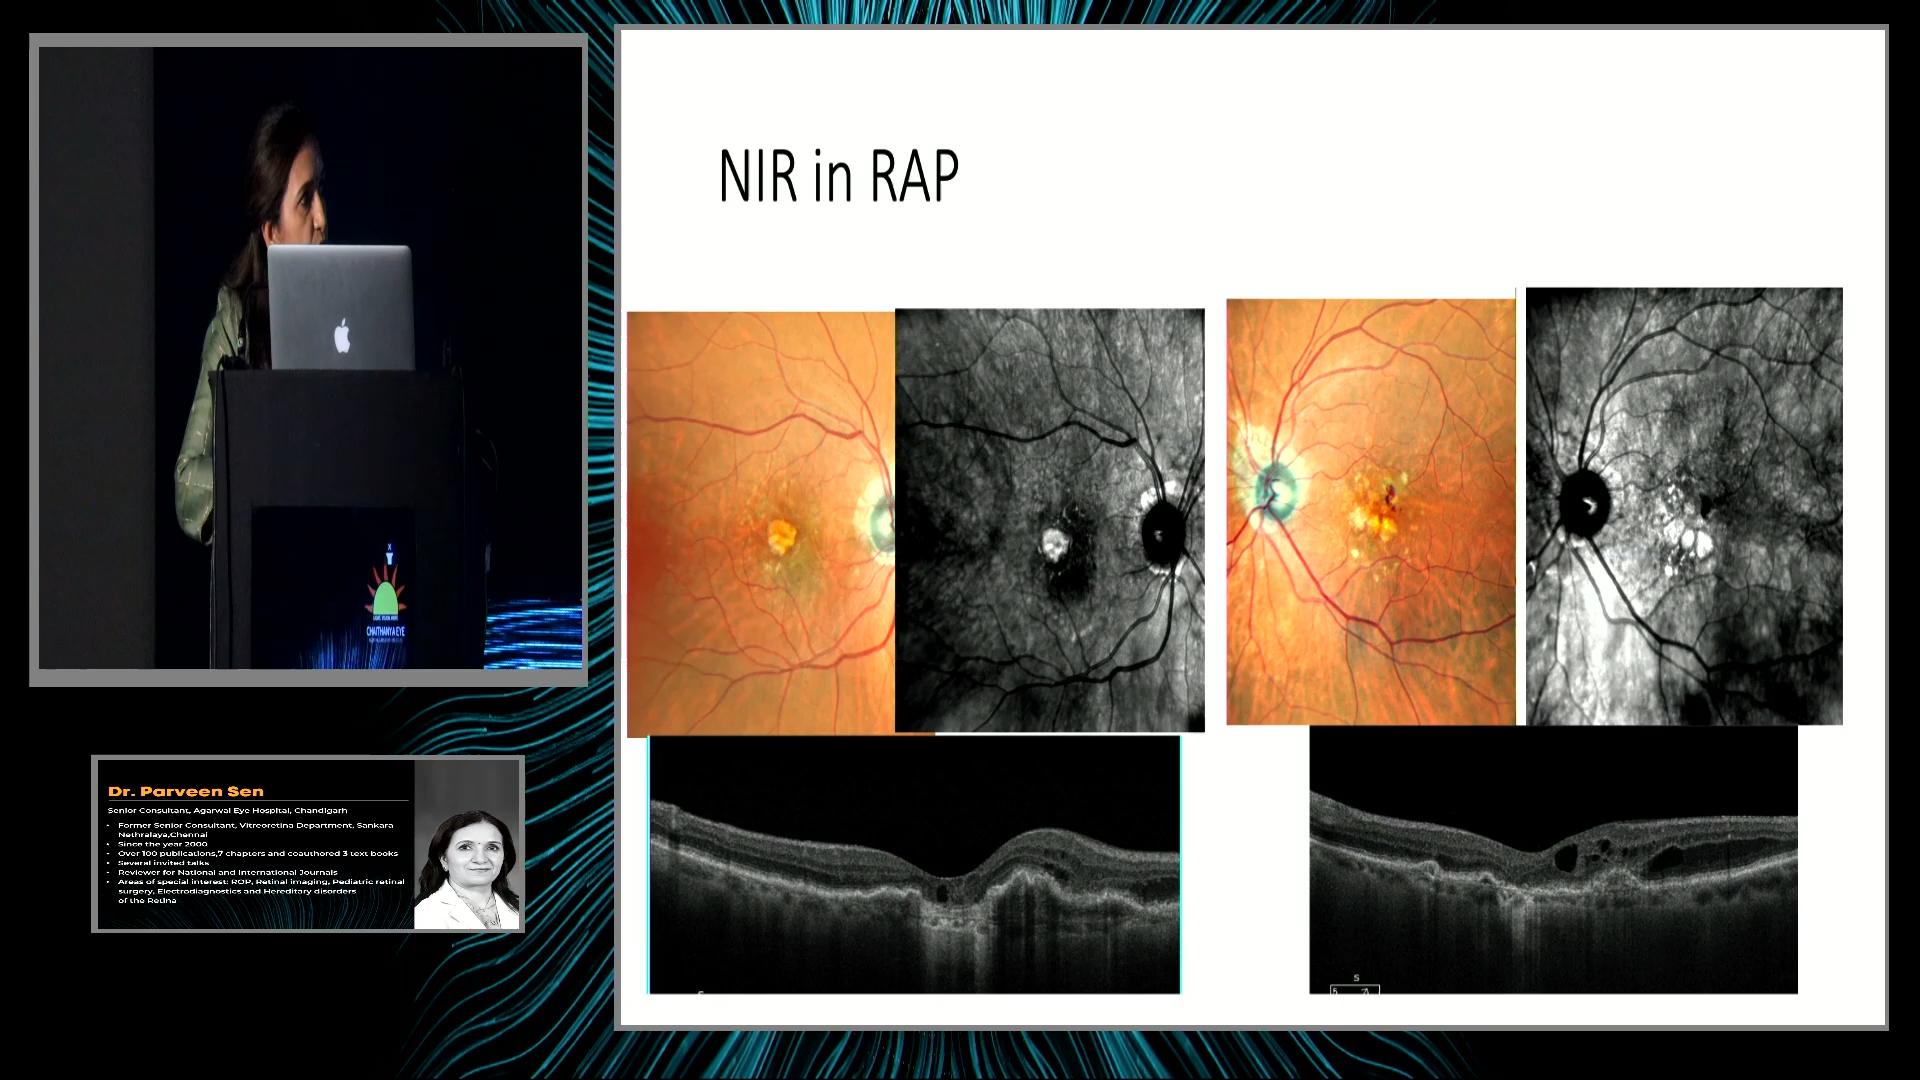 NIR in RAP
CHAITHANYA EYE
Dr. Parveen Sen
Senior Consultant, Agarwal Eye Hospital, Chandigarh
• Former Senior Consultant, Vitreoretina Department, Sankara
Nethralaya,Chennai
• Since the year 2000
• Over 100 publications,7 chapters and coauthored 3 text books
• Several invited talks
• Reviewer for National and International Journals
• Areas of special interest: ROP, Retinal imaging, Pediatric retinal
surgery, Electrodiagnostics and Hereditary disorders
of the Retina
S